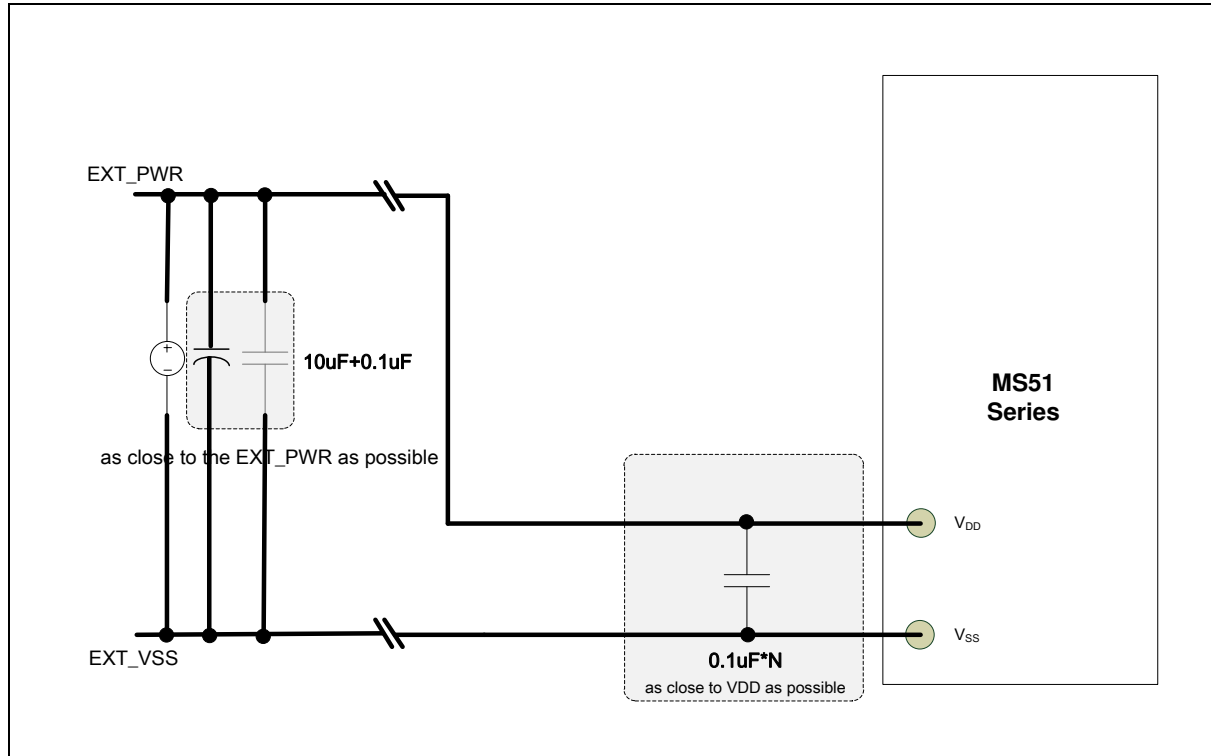 EXT_PWR
+
−
10uF+0.1uF
as close to the EXT_PWR as possible
MS51
Series
VDD
VSS
EXT_VSS
0.1uF*N
as close to VDD as possible